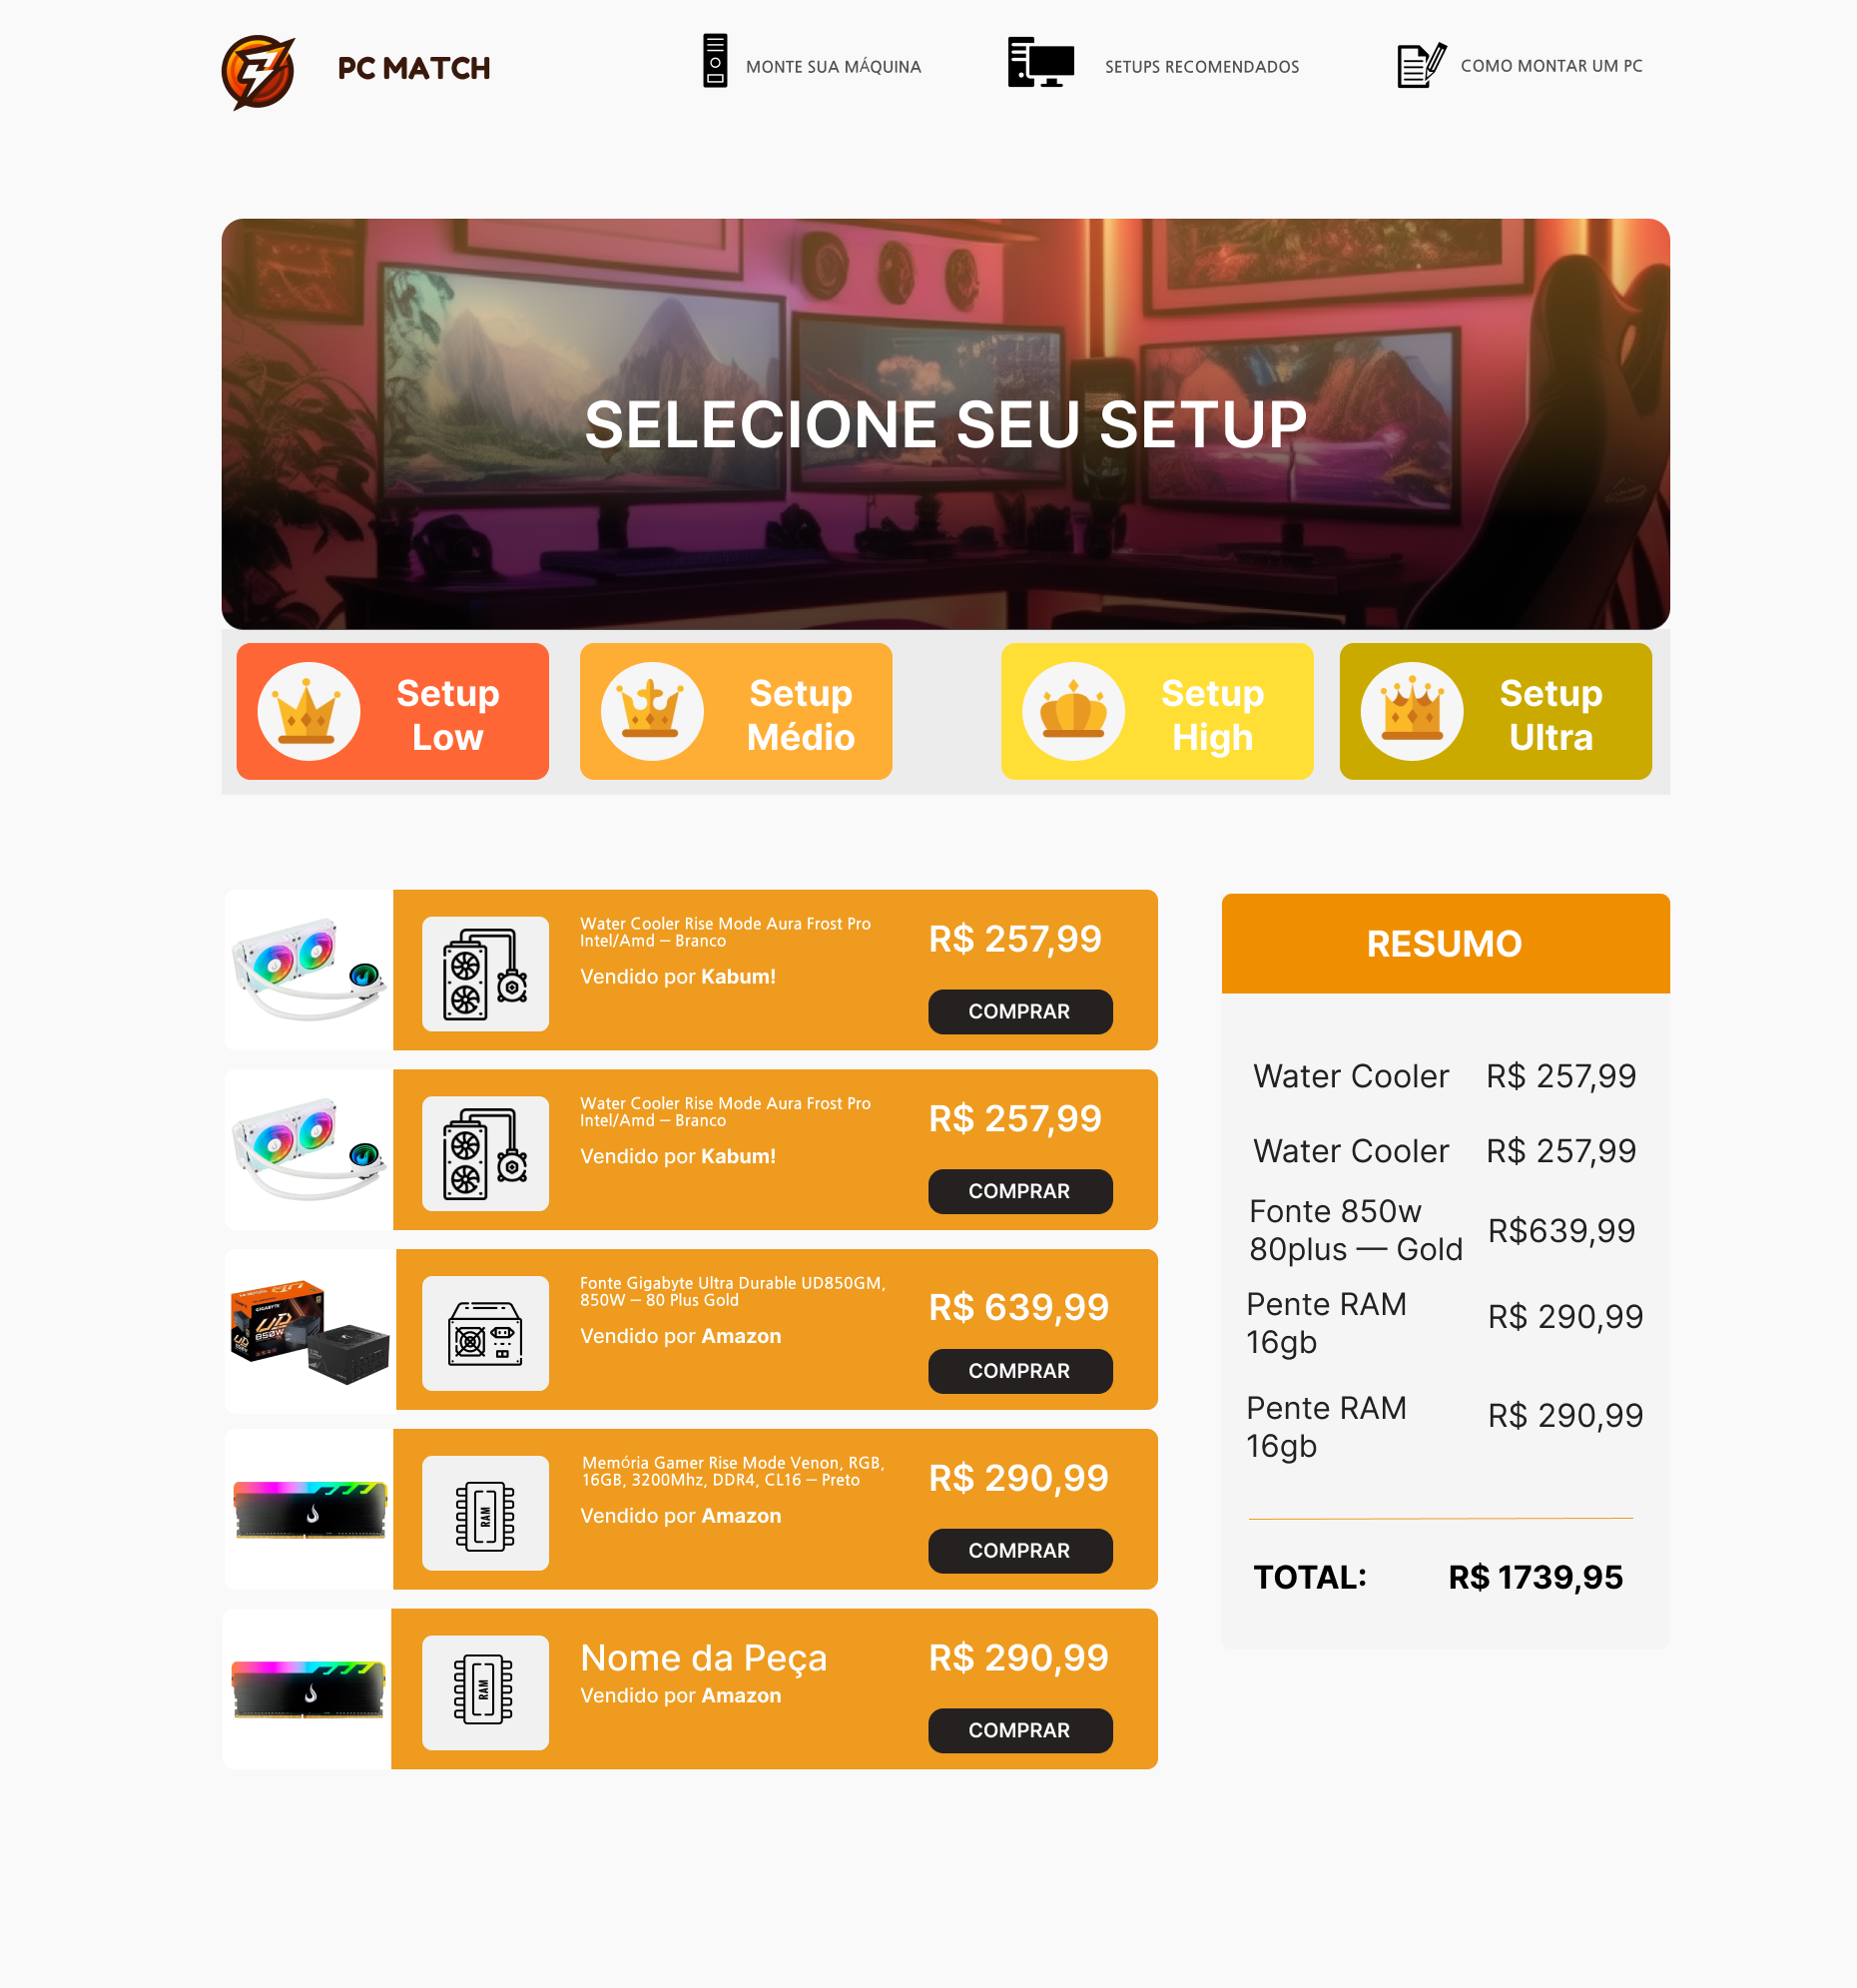 PC MATCH
MONTE SUA MÁQUINA
SETUPS RECOMENDADOS
COMO MONTAR UM PC
SELECIONE SEU SETUP
Setup
Low
Setup
Médio
Setup
High
Setup
Ultra
Water Cooler Rise Mode Aura Frost Pro
Intel/Amd – Branco
Vendido por Kabum!
R$ 257,99
COMPRAR
Water Cooler Rise Mode Aura Frost Pro
Intel/Amd – Branco
Vendido por Kabum!
R$ 257,99
COMPRAR
GIGABYTE
UD
850W
Fonte Gigabyte Ultra Durable UD850GM,
850W – 80 Plus Gold
Vendido por Amazon
R$ 639,99
COMPRAR
RAM
Memória Gamer Rise Mode Venon, RGB,
16GB, 3200Mhz, DDR4, CL16 – Preto
Vendido por Amazon
R$ 290,99
COMPRAR
RAM
Nome da Peça
Vendido por Amazon
R$ 290,99
COMPRAR
RESUMO
Water Cooler R$ 257,99
Water Cooler R$ 257,99
Fonte 850w
80plus — Gold
R$639,99
Pente RAM
16gb
R$ 290,99
Pente RAM
16gb
R$ 290,99
TOTAL: R$ 1739,95